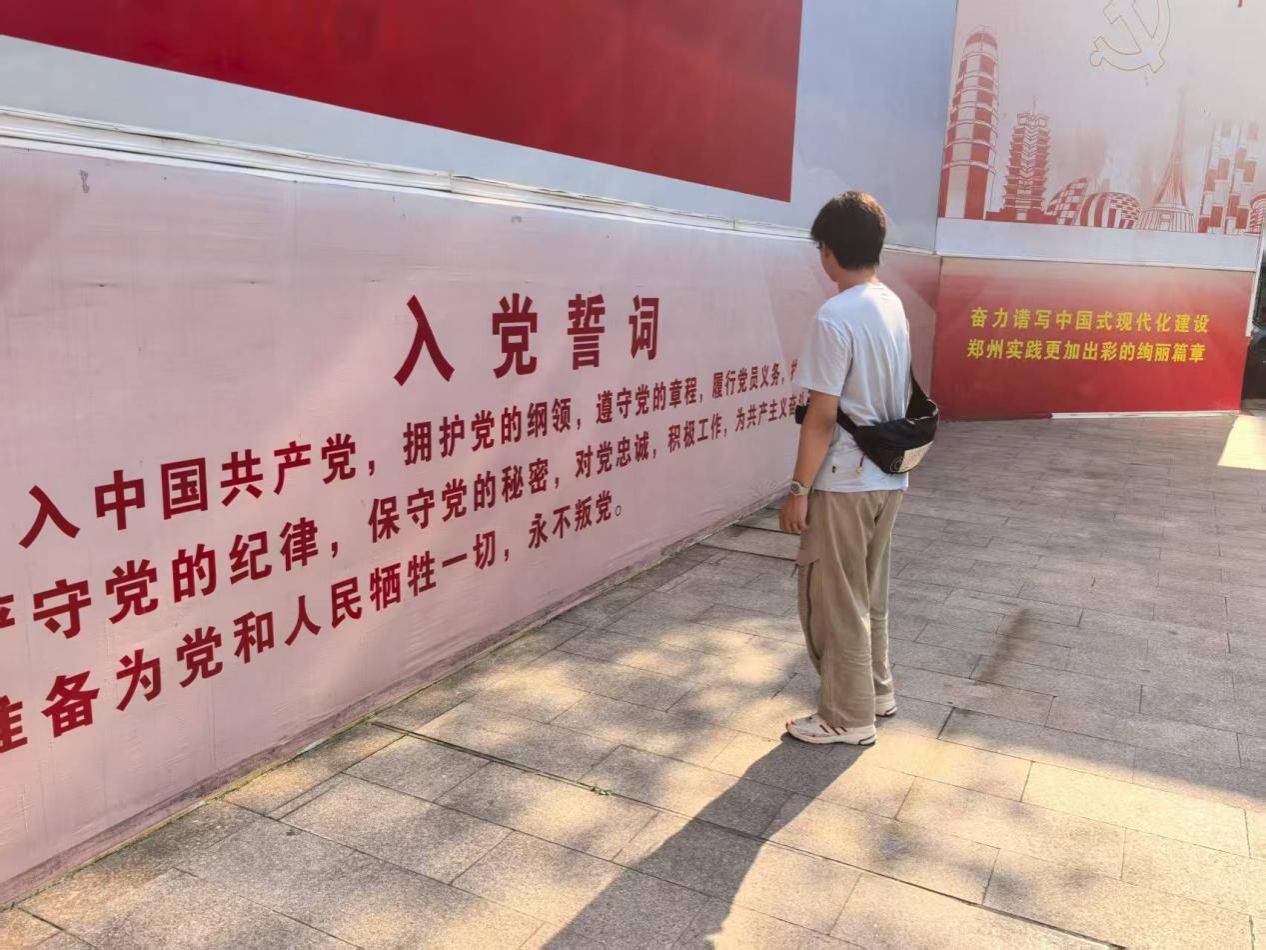 入党誓词
入中国共产党，拥护党的纲领，遵守党的章程，履行党员义务，
严守党的纪律，保守党的秘密，对党忠诚，积极工作，为共产主义奋
准备为党和人民牺牲一切，永不叛党。
奋力谱写中国式现代化建设
郑州实践更加出彩的绚丽篇章